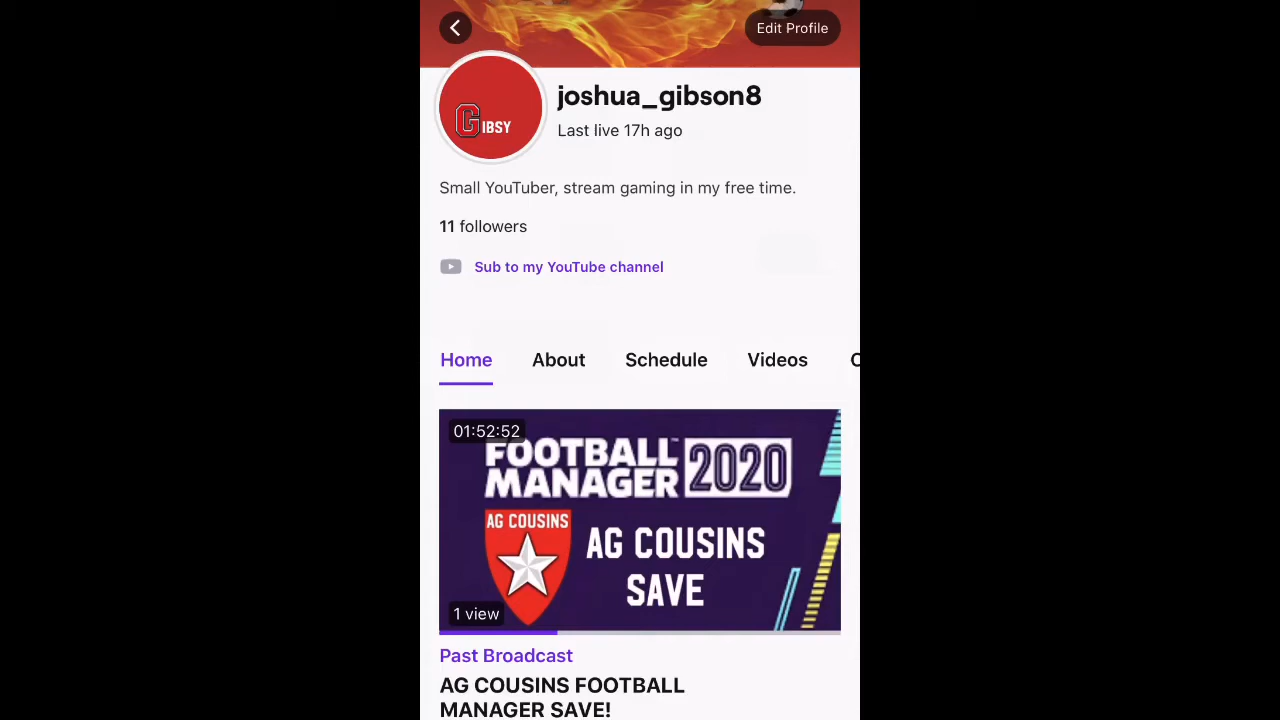 Edit Profile
GIBSY
joshua_gibson8
Last live 17h ago
Small YouTuber, stream gaming in my free time.
11 followers
Sub to my YouTube channel
Home About Schedule Videos C
01:52:52
FOOTBALL™
MANAGER 2020
AG COUSINS
AG COUSINS
SAVE
1 view
Past Broadcast
AG COUSINS FOOTBALL
MANAGER SAVE!